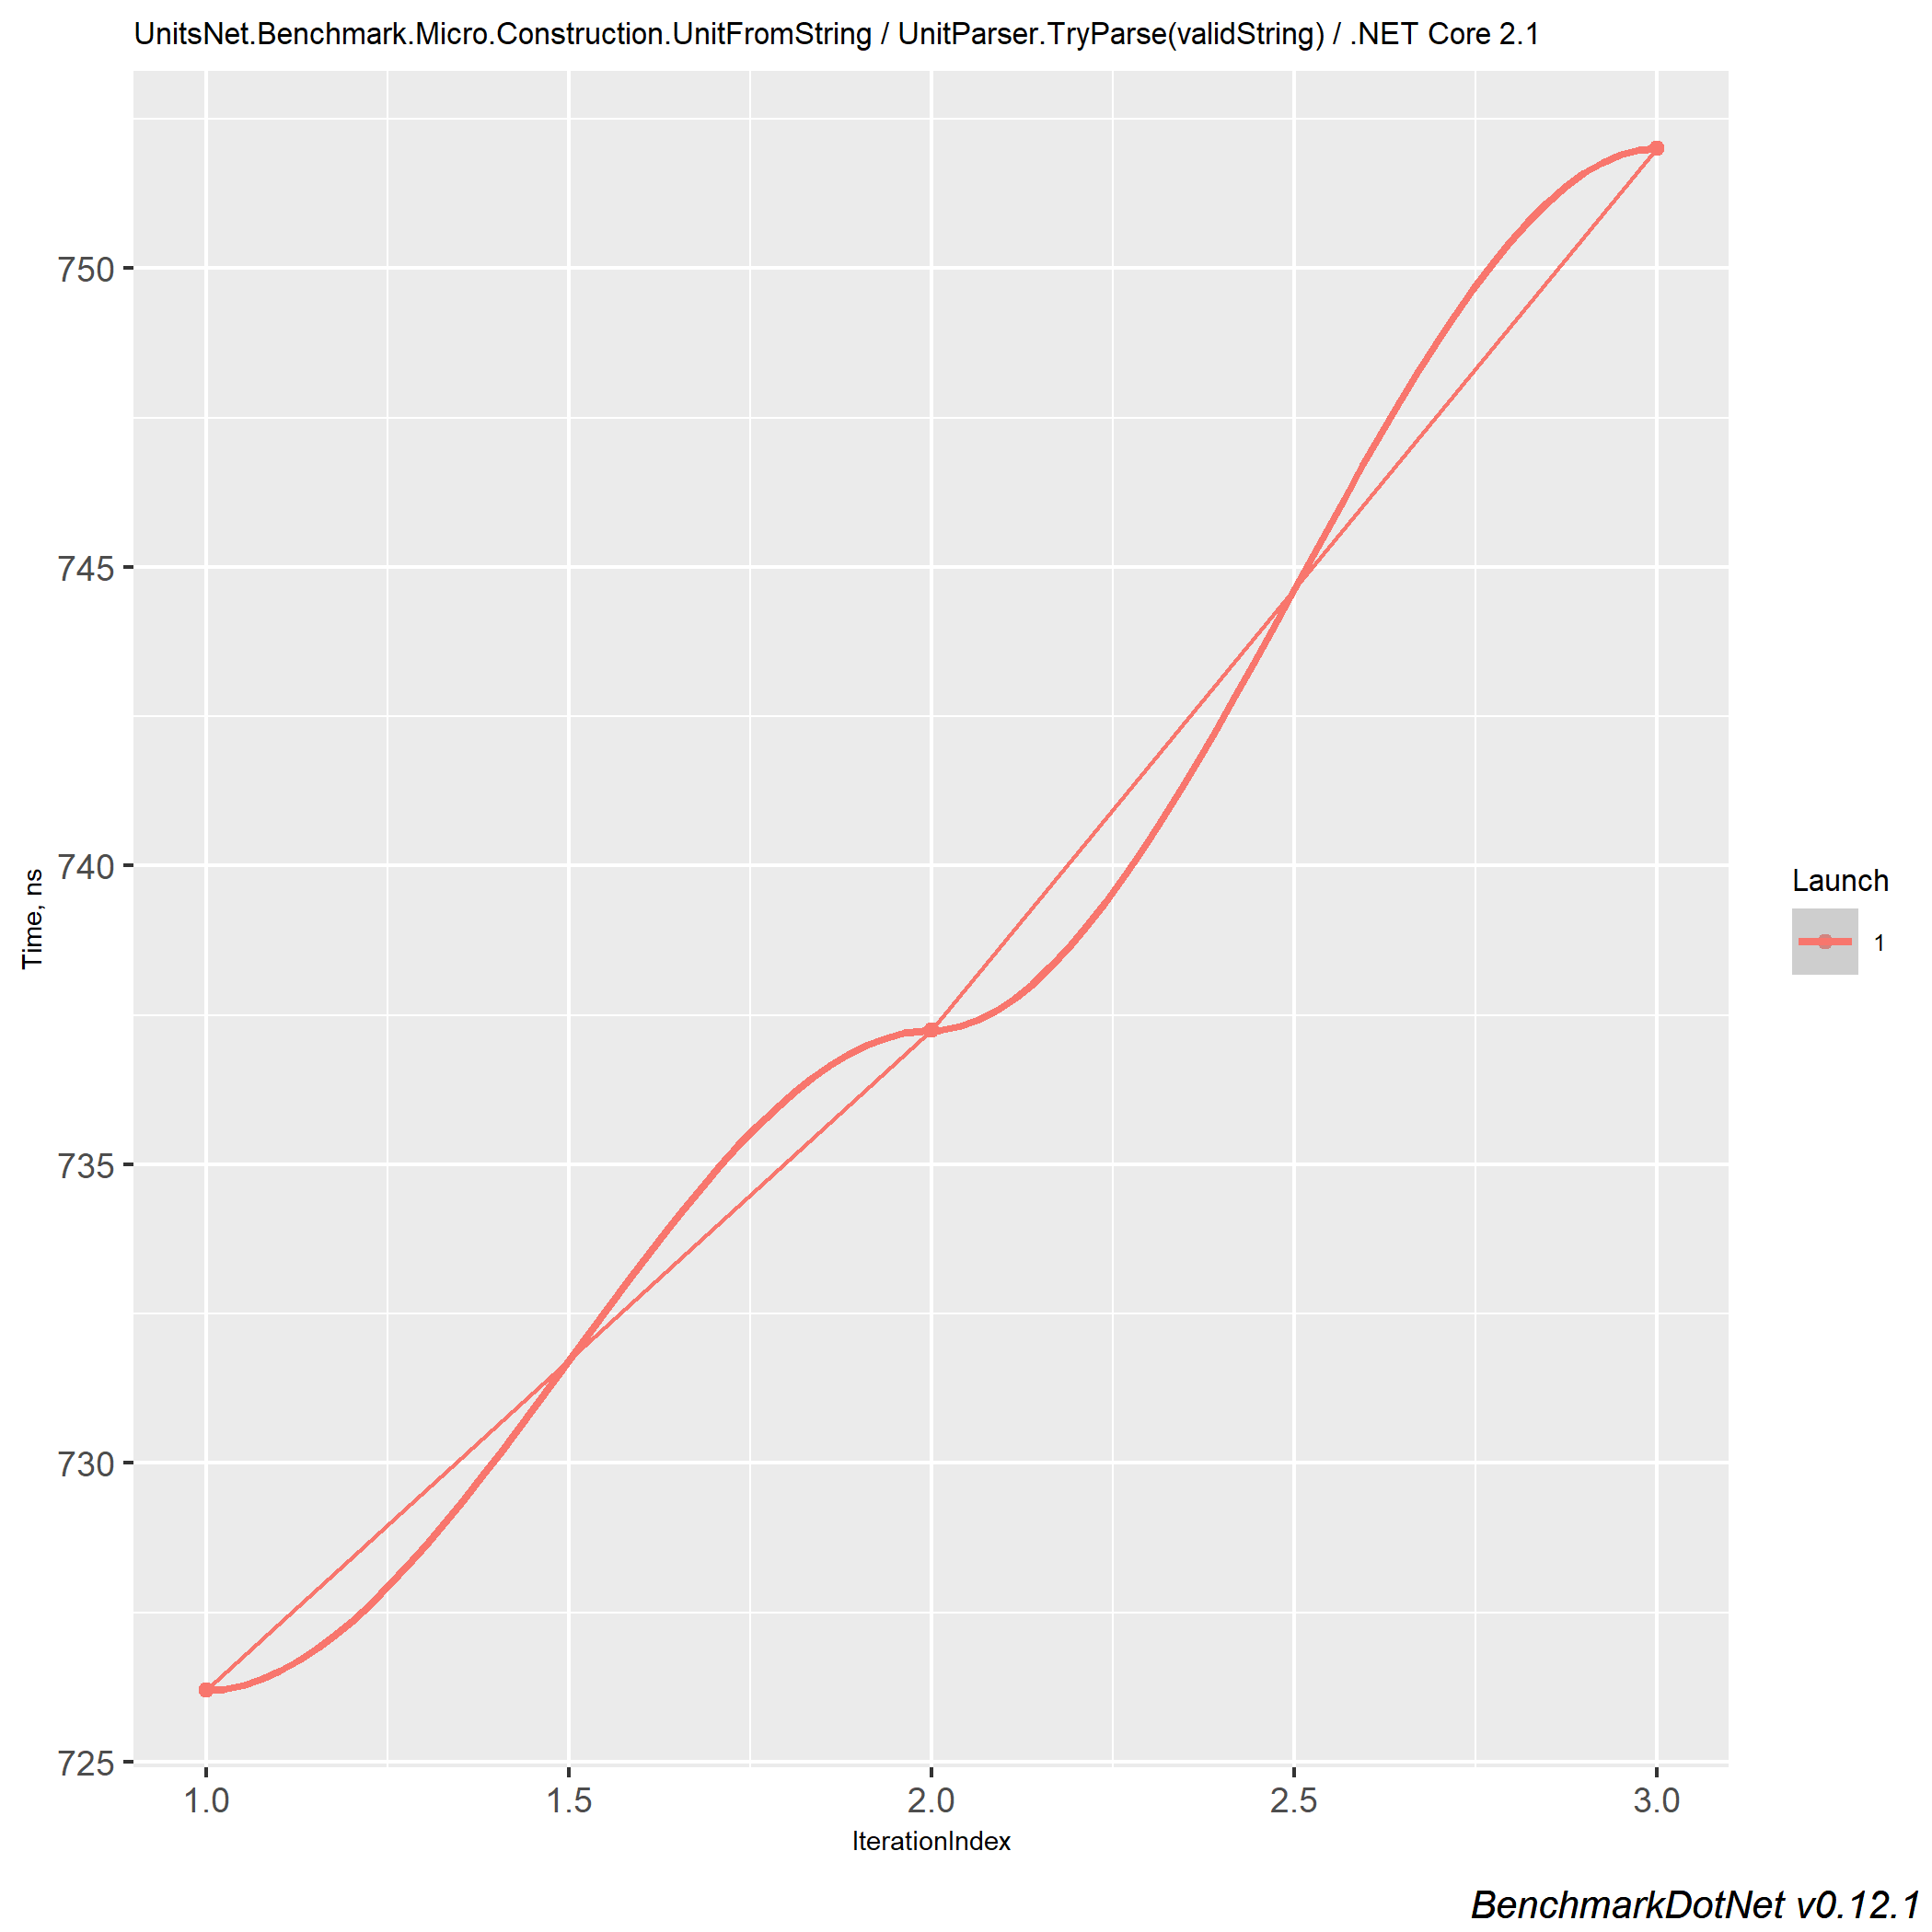 UnitsNet.Benchmark.Micro.Construction.UnitFromString / UnitParser.TryParse(validString) / .NET Core 2.1
750
745
740
735
730
725
Time, ns
1.0 1.5 2.0 2.5 3.0
IterationIndex
Launch
1
BenchmarkDotNet v0.12.1